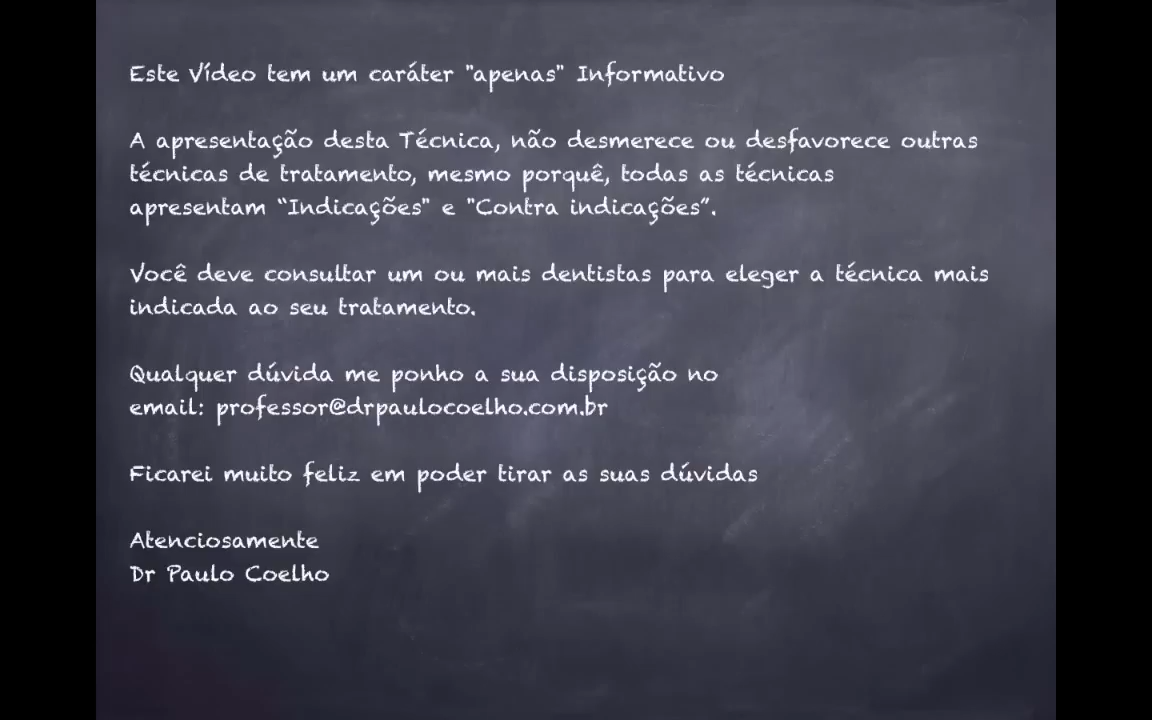 Este Vídeo tem um caráter "apenas" Informativo
A apresentação desta Técnica, não desmerece ou desfavorece outras
técnicas de tratamento, mesmo porquê, todas as técnicas
apresentam “Indicações" e "Contra indicações”.
Você deve consultar um ou mais dentistas para eleger a técnica mais
indicada ao seu tratamento.
Qualquer dúvida me ponho a sua disposição no
email: professor@drpaulocoelho.com.br
Ficarei muito feliz em poder tirar as suas dúvidas
Atenciosamente
Dr Paulo Coelho